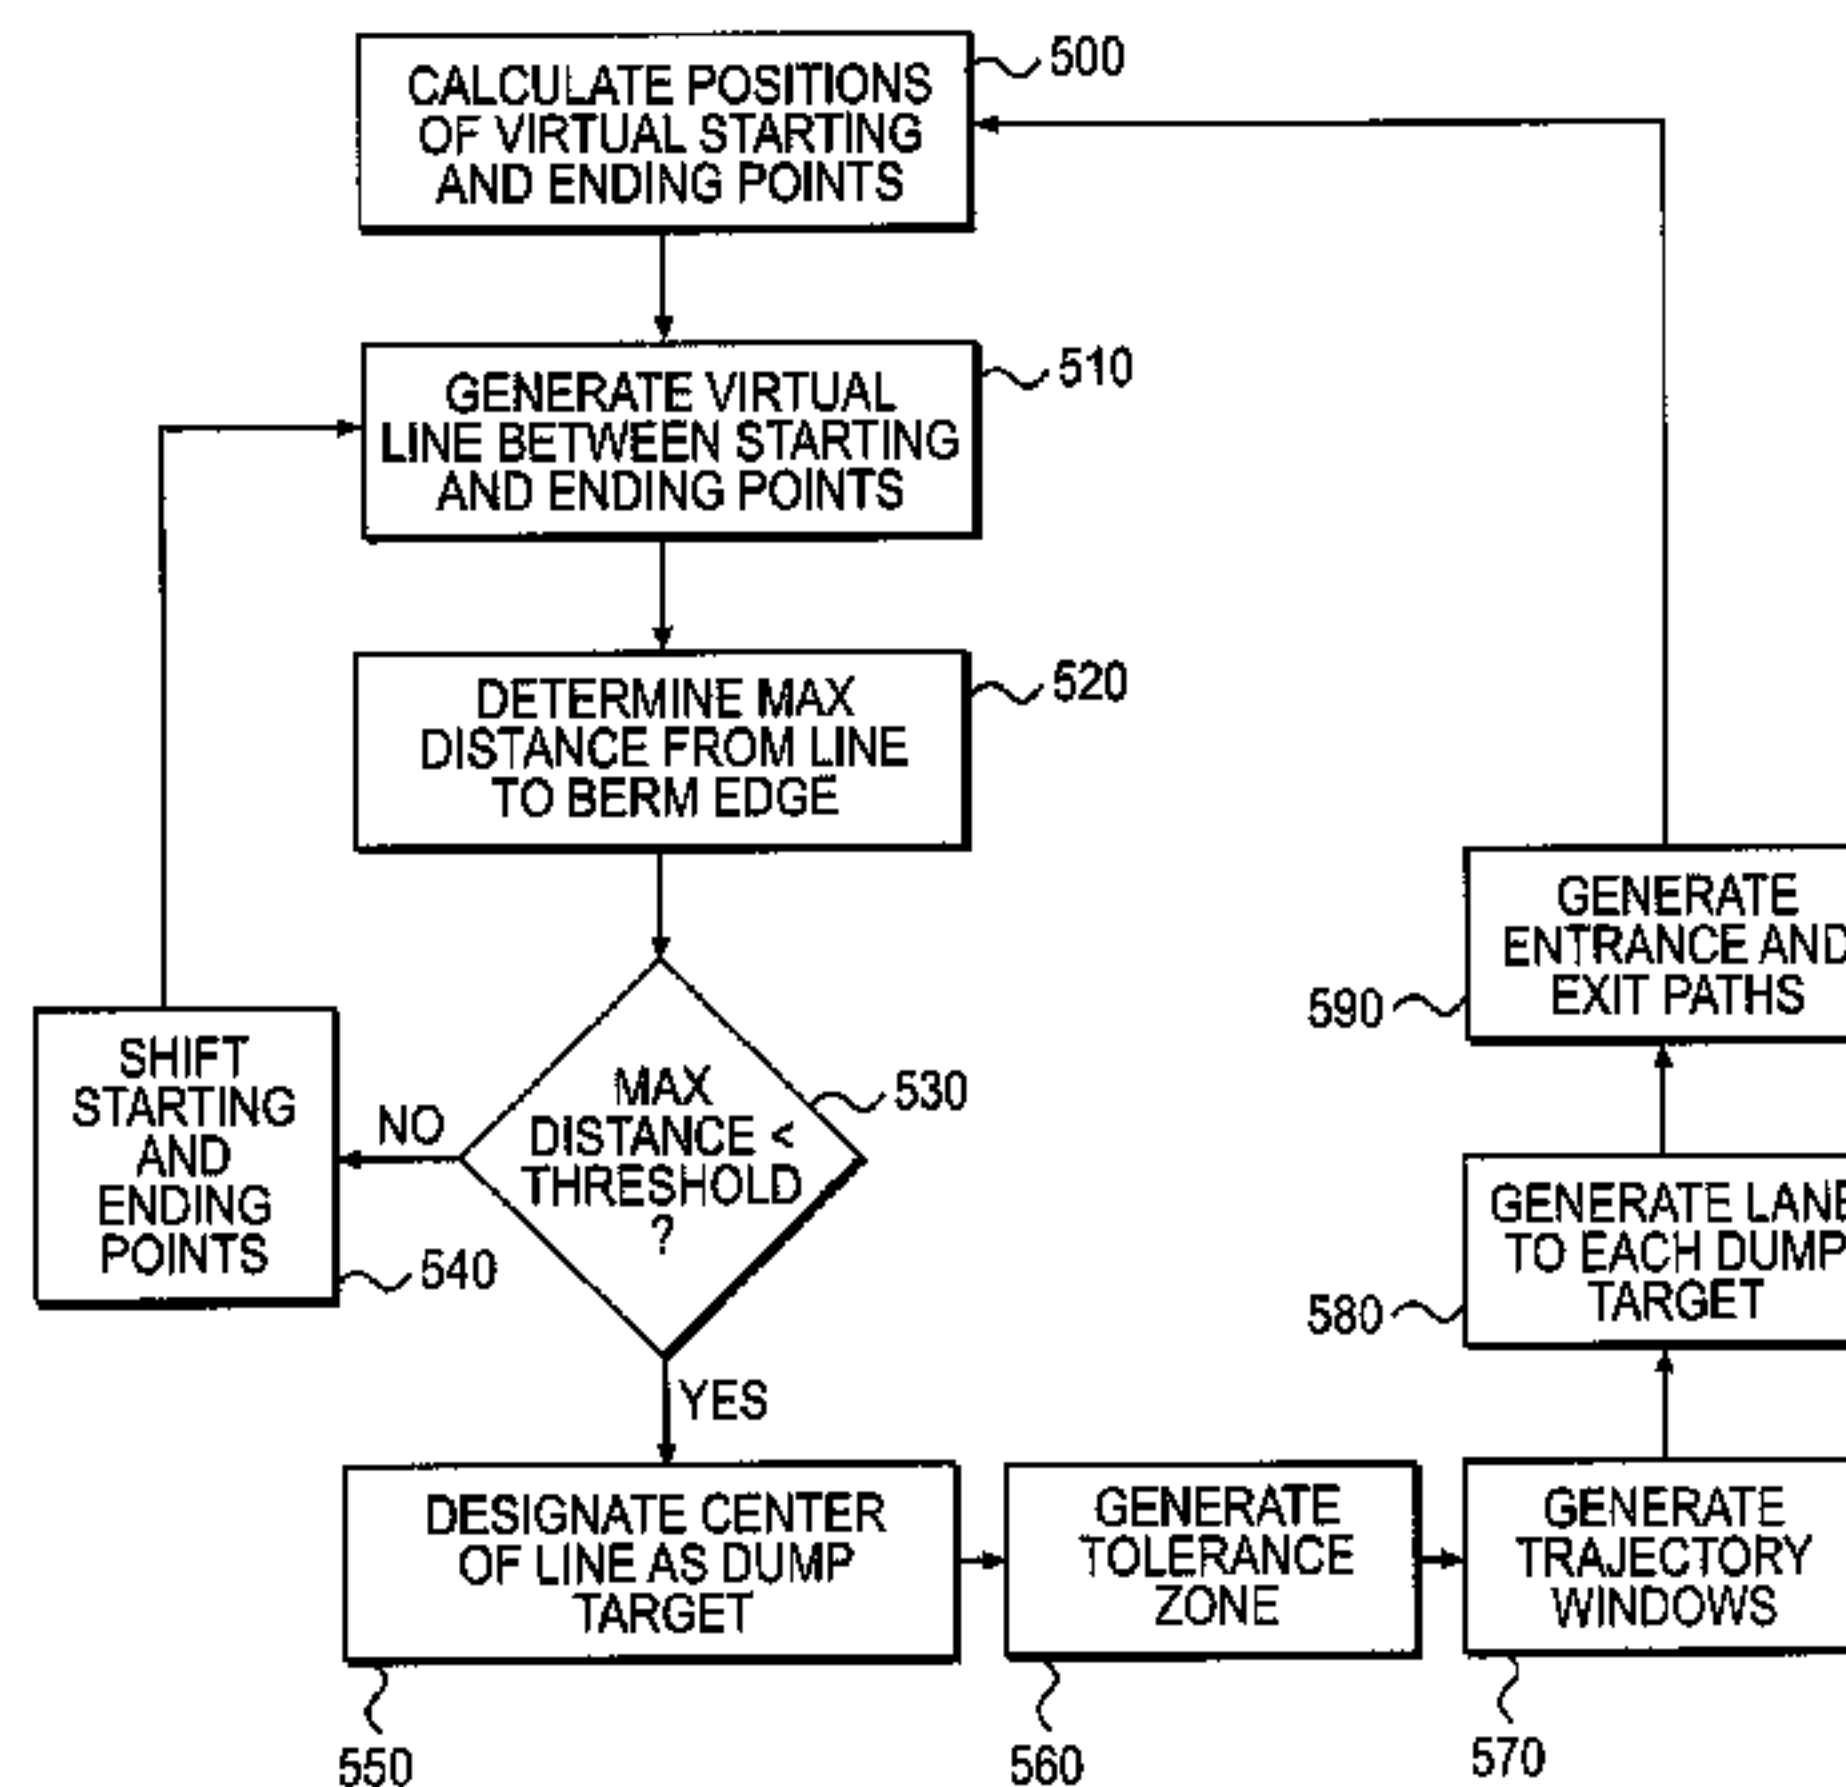 CALCULATE POSITIONS
OF VIRTUAL STARTING
AND ENDING POINTS
500
GENERATE VIRTUAL
LINE BETWEEN STARTING
AND ENDING POINTS
510
DETERMINE MAX
DISTANCE FROM LINE
TO BERM EDGE
520
MAX
DISTANCE <
THRESHOLD
?
530
NO
SHIFT
STARTING
AND
ENDING
POINTS
540
YES
DESIGNATE CENTER
OF LINE AS DUMP
TARGET
550
GENERATE
TOLERANCE
ZONE
560
GENERATE
TRAJECTORY
WINDOWS
570
GENERATE LANE
TO EACH DUMP
TARGET
580
GENERATE
ENTRANCE AND
EXIT PATHS
590